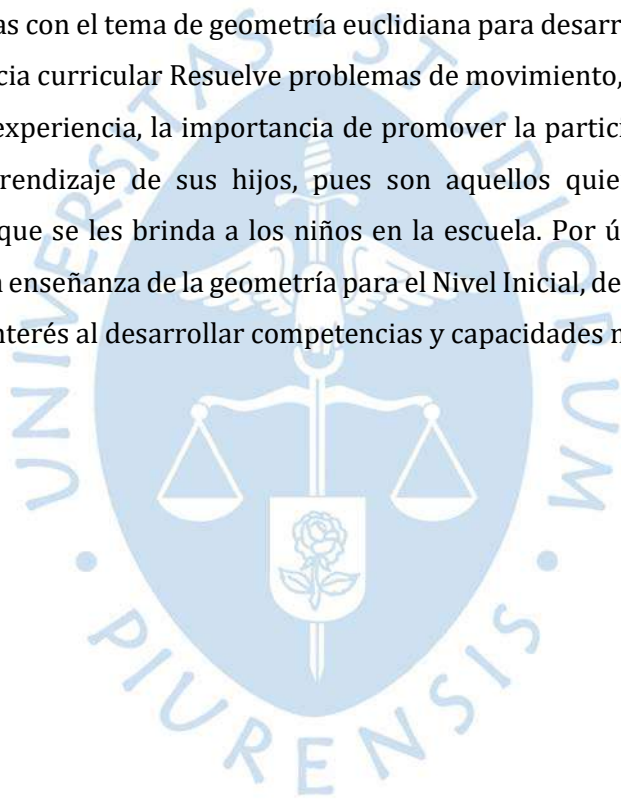 as con el tema de geometría euclidiana para desarr
cia curricular Resuelve problemas de movimiento,
experiencia, la importancia de promover la partici
rendizaje de sus hijos, pues son aquellos quie
que se les brinda a los niños en la escuela. Por ú
enseñanza de la geometría para el Nivel Inicial, de
nterés al desarrollar competencias y capacidades
UNIVERSITAS • STUDIORUM • PIURENSIS